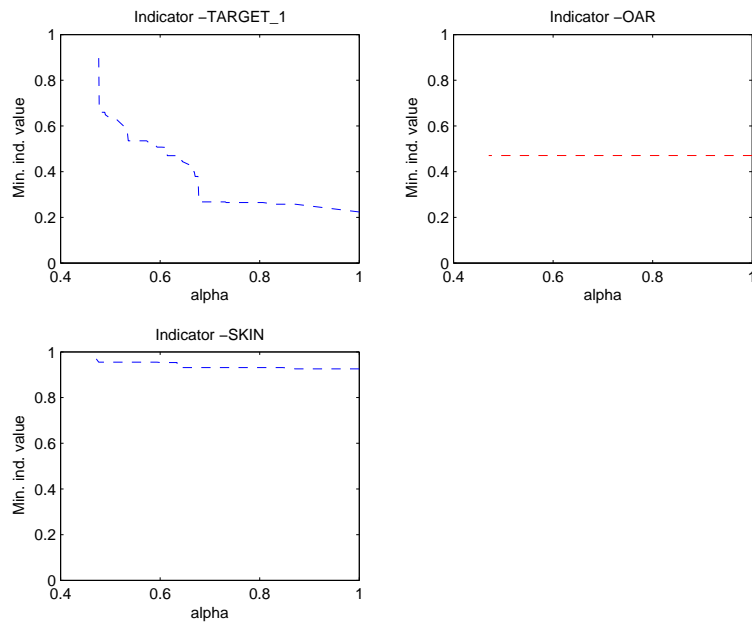 Indicator −TARGET_1
1
0.8
0.6
0.4
0.2
0
Min. ind. value
0.4 0.6 0.8 1
alpha
Indicator −OAR
1
0.8
0.6
0.4
0.2
0
Min. ind. value
0.4 0.6 0.8 1
alpha
Indicator −SKIN
1
0.8
0.6
0.4
0.2
0
Min. ind. value
0.4 0.6 0.8 1
alpha